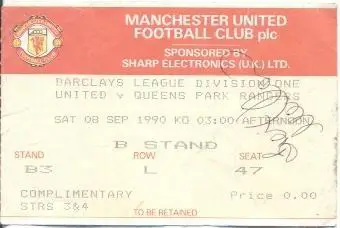 MANCHESTER UNITED
FOOTBALL CLUB plc
SPONSORED BY
SHARP ELECTRONICS (U.K.) LTD.
BARCLAYS LEAGUE DIVISION ONE
UNITED v QUEENS PARK RANGERS
SAT 08 SEP 1990 KO 03:00/AFTERNOON
B STAND
STAND ROW SEAT
B3 L 47
COMPLIMENTARY Price 0.00
STRS 3&4
TO BE RETAINED